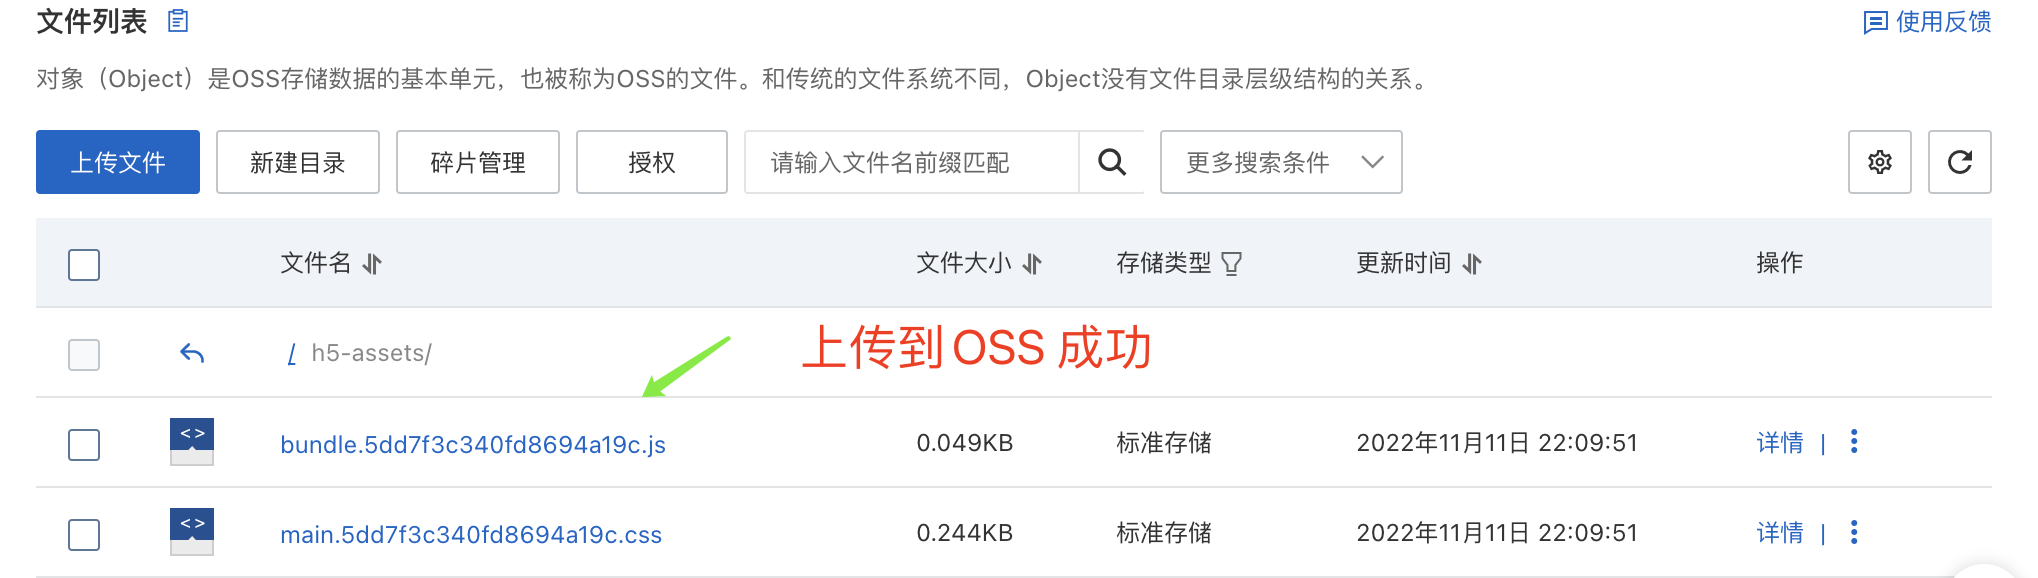 文件列表
使用反馈
对象（Object）是OSS存储数据的基本单元，也被称为OSS的文件。和传统的文件系统不同，Object没有文件目录层级结构的关系。
上传文件 新建目录 碎片管理 授权 请输入文件名前缀匹配 更多搜索条件
文件名 文件大小 存储类型 更新时间 操作
/ h5-assets/
上传到OSS 成功
bundle.5dd7f3c340fd8694a19c.js 0.049KB 标准存储 2022年11月11日 22:09:51 详情 |
main.5dd7f3c340fd8694a19c.css 0.244KB 标准存储 2022年11月11日 22:09:51 详情 |